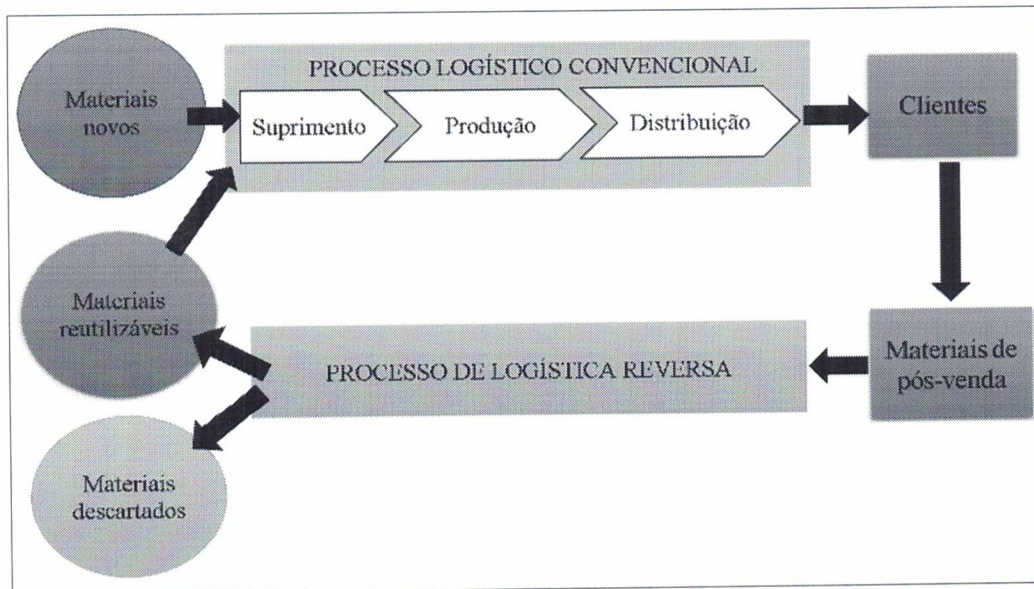 PROCESSO LOGÍSTICO CONVENCIONAL
Materiais
novos
Suprimento
Produção
Distribuição
Clientes
Materiais
reutilizáveis
PROCESSO DE LOGÍSTICA REVERSA
Materiais de
pós-venda
Materiais
descartados